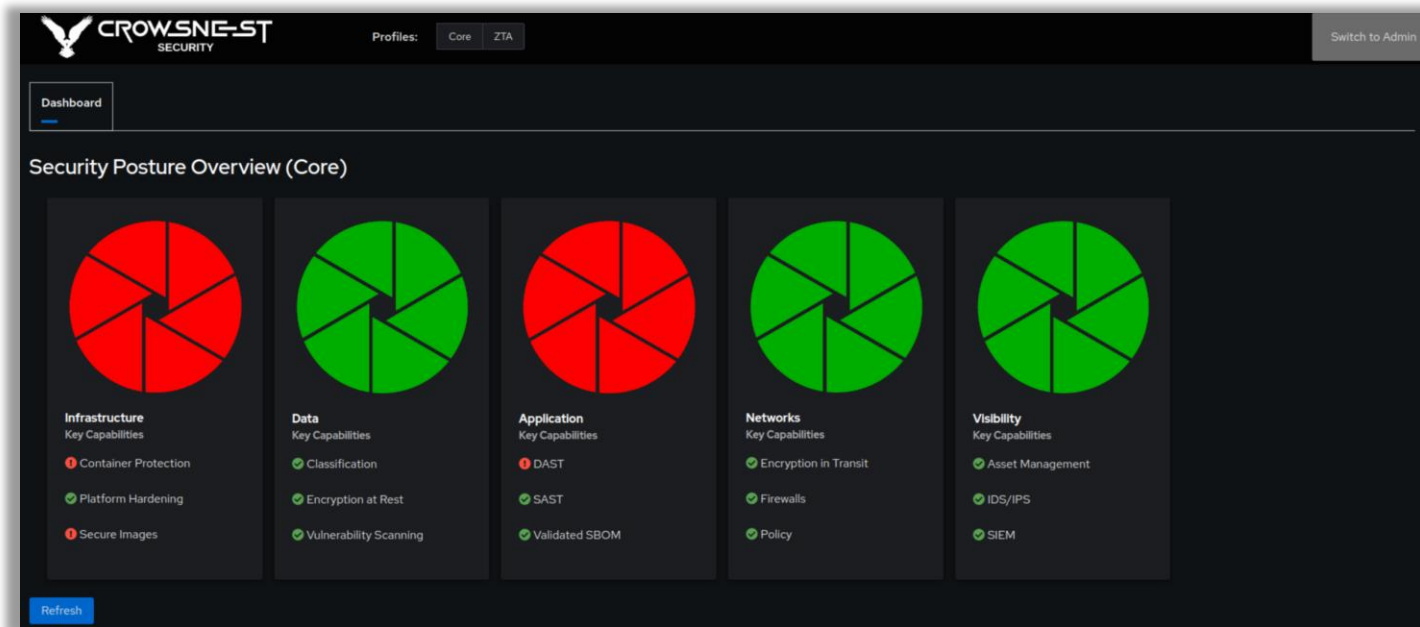 CROWSNEST
SECURITY
Profiles:
Core
ZTA
Switch to Admin
Dashboard
Security Posture Overview (Core)
Infrastructure
Key Capabilities
Container Protection
Platform Hardening
Secure Images
Data
Key Capabilities
Classification
Encryption at Rest
Vulnerability Scanning
Application
Key Capabilities
DAST
SAST
Validated SBOM
Networks
Key Capabilities
Encryption in Transit
Firewalls
Policy
Visibility
Key Capabilities
Asset Management
IDS/IPS
SIEM
Refresh